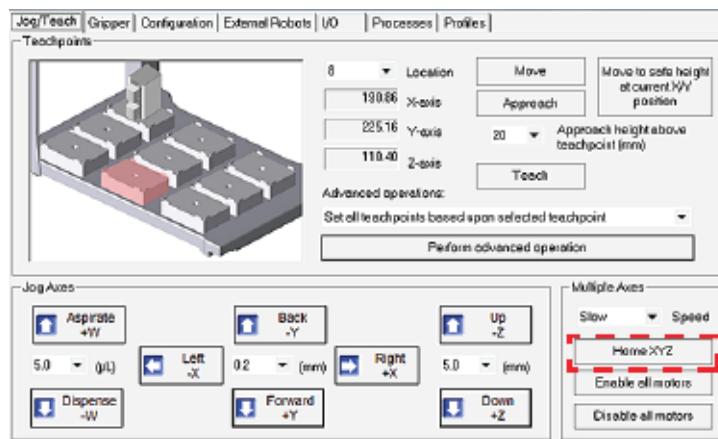 Jog/Teach Gripper Configuration External Robots I/O Processes Profiles
Teachpoints
8 Location
190.86 X-axis
225.16 Y-axis
110.40 Z-axis
Move
Approach
Move to safe height
at current X/Y
position
20 Approach height above
teachpoint (mm)
Teach
Advanced operations:
Set all teachpoints based upon selected teachpoint
Perform advanced operation
Jog Axes
Aspirate
+W
5.0 (µL)
Dispense
-W
Left
-X
Back
-Y
0.2 (mm)
Forward
+Y
Right
+X
Up
-Z
5.0 (mm)
Down
+Z
Multiple Axes
Slow Speed
Home XYZ
Enable all motors
Disable all motors